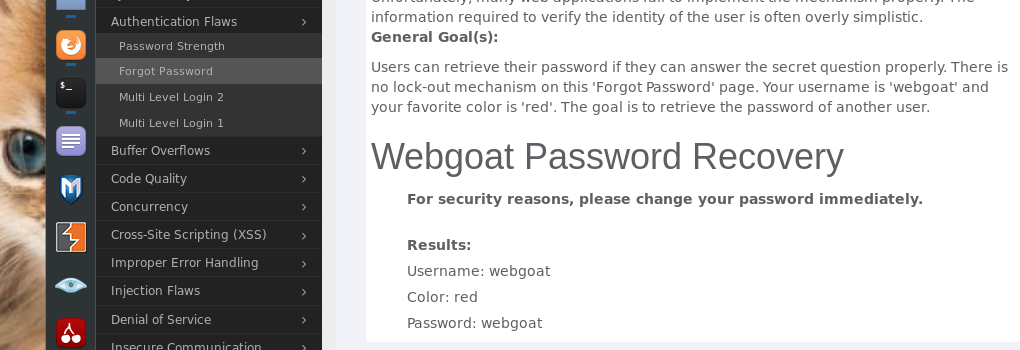 Authentication Flaws
Password Strength
Forgot Password
Multi Level Login 2
Multi Level Login 1
Buffer Overflows
Code Quality
Concurrency
Cross-Site Scripting (XSS)
Improper Error Handling
Injection Flaws
Denial of Service
Insecure Communication
Unfortunately, many web applications fail to implement the mechanism properly. The
information required to verify the identity of the user is often overly simplistic.
General Goal(s):
Users can retrieve their password if they can answer the secret question properly. There is
no lock-out mechanism on this 'Forgot Password' page. Your username is 'webgoat' and
your favorite color is 'red'. The goal is to retrieve the password of another user.
Webgoat Password Recovery
For security reasons, please change your password immediately.
Results:
Username: webgoat
Color: red
Password: webgoat